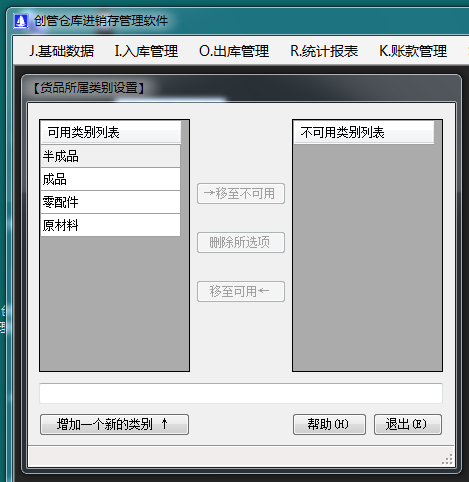 创管仓库进销存管理软件
J.基础数据 I.入库管理 O.出库管理 R.统计报表 K.账款管理
【货品所属类别设置】
可用类别列表
半成品
成品
零配件
原材料
→移至不可用
删除所选项
移至可用←
不可用类别列表
增加一个新的类别 ↑
帮助(H)
退出(E)